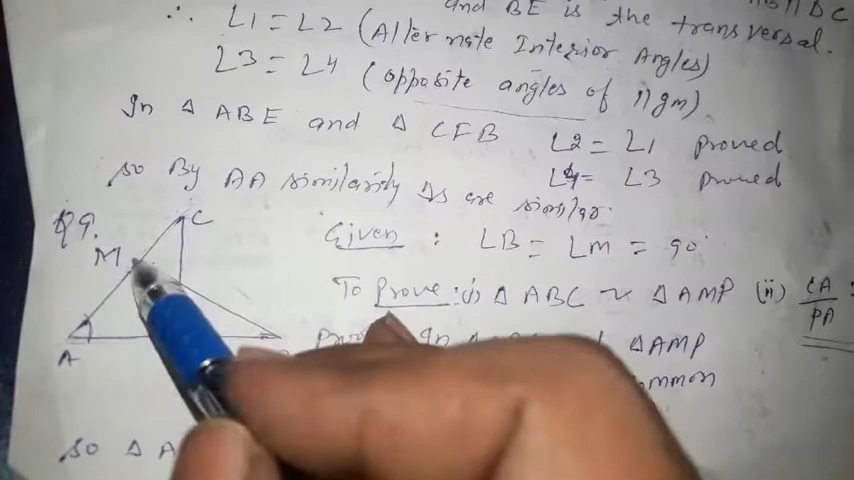 and BE is the transversal.
∴ ∠1 = ∠2 (Alternate Interior Angles)
∠3 = ∠4 (opposite angles of ||gm)
In Δ ABE and Δ CFB
∠2 = ∠1 proved
∠4 = ∠3 proved
so By AA similarity Δs are similar.
Q9.
C
M
A
Given : ∠B = ∠M = 90°
To Prove : (i) Δ ABC ~ Δ AMP (ii) CA/PA
In
Δ AMP
so Δ A